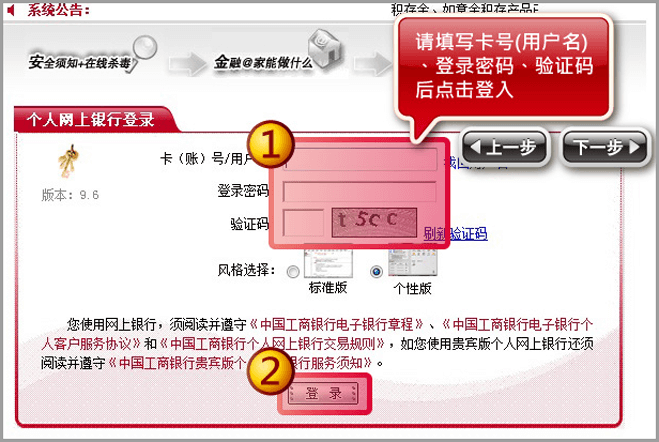 系统公告：
积存金、如意金积存产品
安全须知+在线杀毒
金融@家能做什么
请填写卡号(用户名)
、登录密码、验证码
后点击登入
个人网上银行登录
上一步
下一步
1
卡（账）号/用户
版本：9.6
登录密码
验证码
t5cc
刷新验证码
风格选择：
标准版
个性版
您使用网上银行，须阅读并遵守《中国工商银行电子银行章程》、《中国工商银行电子银行个
人客户服务协议》和《中国工商银行个人网上银行交易规则》，如您使用贵宾版个人网上银行还须
阅读并遵守《中国工商银行贵宾版个 银行服务须知》。
2
登 录